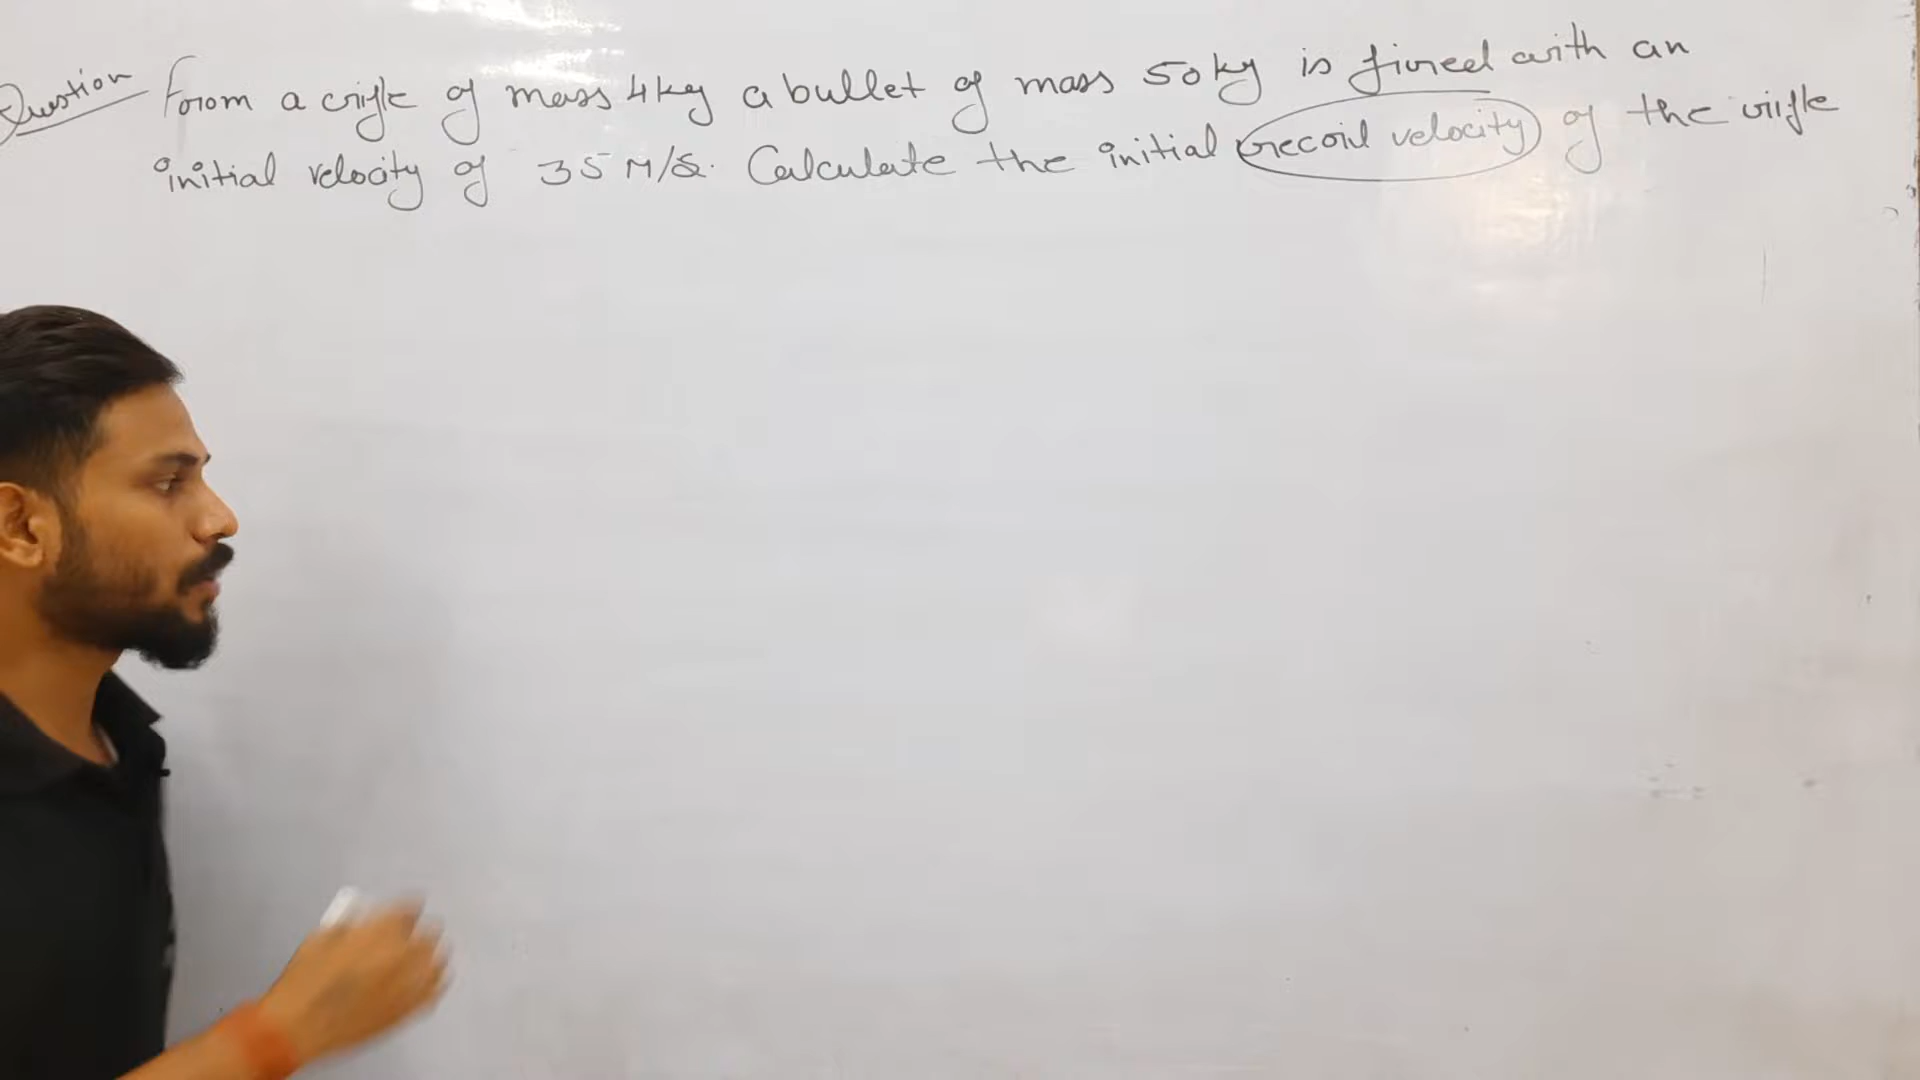 Question From a rifle of mass 4kg a bullet of mass 50kg is fired with an
initial velocity of 35 M/S. Calculate the initial recoil velocity of the rifle